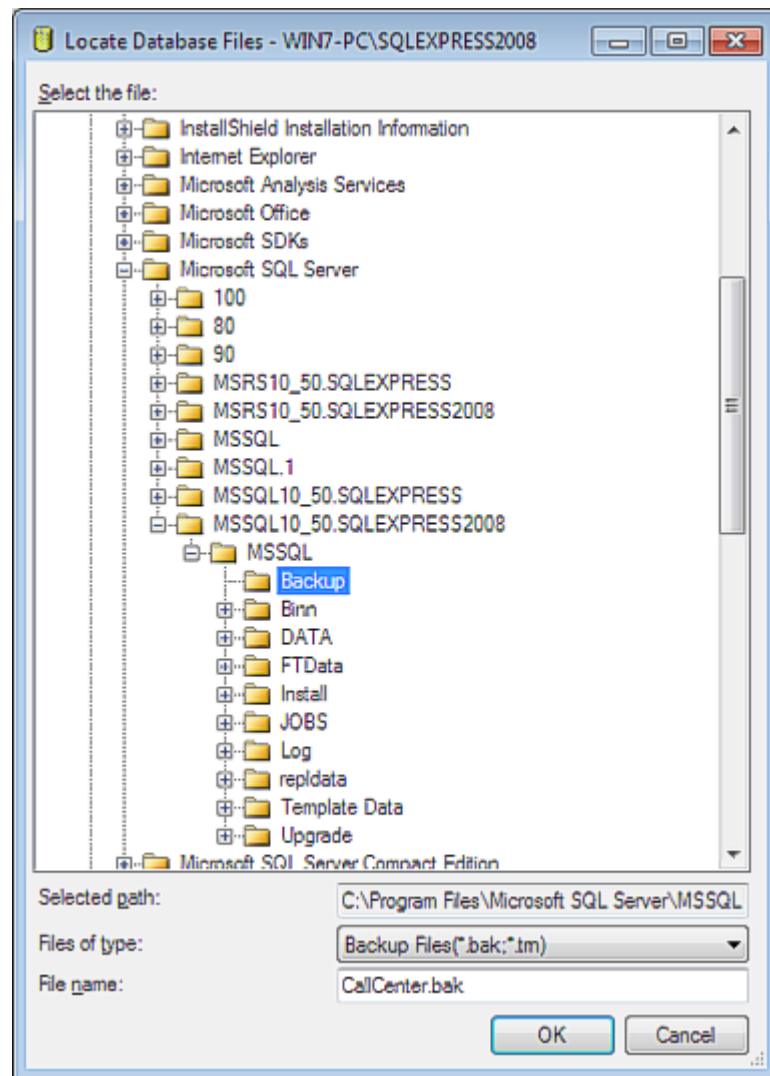 Locate Database Files - WIN7-PC\SQLEXPRESS2008
Select the file:
InstallShield Installation Information
Internet Explorer
Microsoft Analysis Services
Microsoft Office
Microsoft SDKs
Microsoft SQL Server
100
80
90
MSRS10_50.SQLEXPRESS
MSRS10_50.SQLEXPRESS2008
MSSQL
MSSQL.1
MSSQL10_50.SQLEXPRESS
MSSQL10_50.SQLEXPRESS2008
MSSQL
Backup
Binn
DATA
FTData
Install
JOBS
Log
repldata
Template Data
Upgrade
Microsoft SQL Server Compact Edition
Selected path: C:\Program Files\Microsoft SQL Server\MSSQL
Files of type: Backup Files(*.bak;*.trn)
File name: CallCenter.bak
OK Cancel